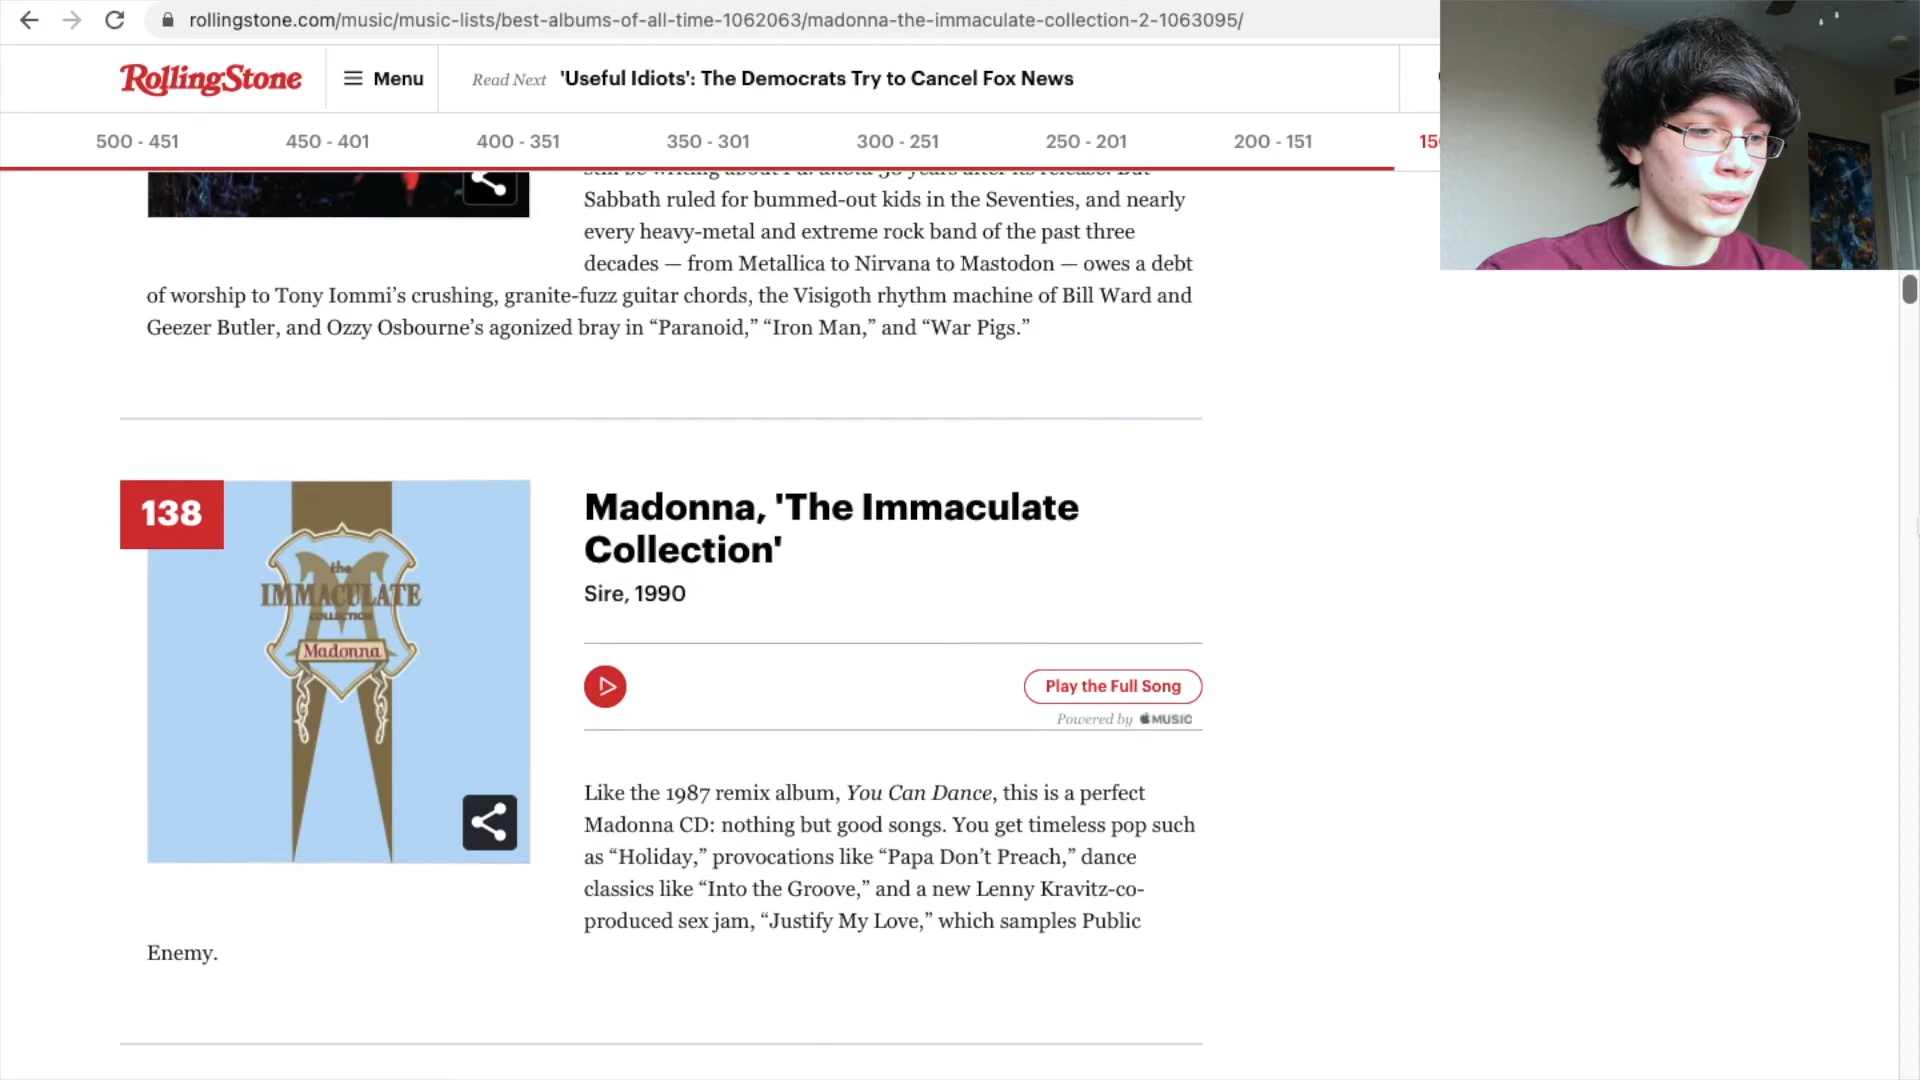 rollingstone.com/music/music-lists/best-albums-of-all-time-1062063/madonna-the-immaculate-collection-2-1063095/
RollingStone
Menu
Read Next 'Useful Idiots': The Democrats Try to Cancel Fox News
500 - 451 450 - 401 400 - 351 350 - 301 300 - 251 250 - 201 200 - 151 15
years after its release. But
Sabbath ruled for bummed-out kids in the Seventies, and nearly
every heavy-metal and extreme rock band of the past three
decades — from Metallica to Nirvana to Mastodon — owes a debt
of worship to Tony Iommi’s crushing, granite-fuzz guitar chords, the Visigoth rhythm machine of Bill Ward and
Geezer Butler, and Ozzy Osbourne’s agonized bray in “Paranoid,” “Iron Man,” and “War Pigs.”
138
the
IMMACULATE
COLLECTION
Madonna
Madonna, 'The Immaculate
Collection'
Sire, 1990
Play the Full Song
Powered by MUSIC
Like the 1987 remix album, You Can Dance, this is a perfect
Madonna CD: nothing but good songs. You get timeless pop such
as “Holiday,” provocations like “Papa Don’t Preach,” dance
classics like “Into the Groove,” and a new Lenny Kravitz-co-
produced sex jam, “Justify My Love,” which samples Public
Enemy.